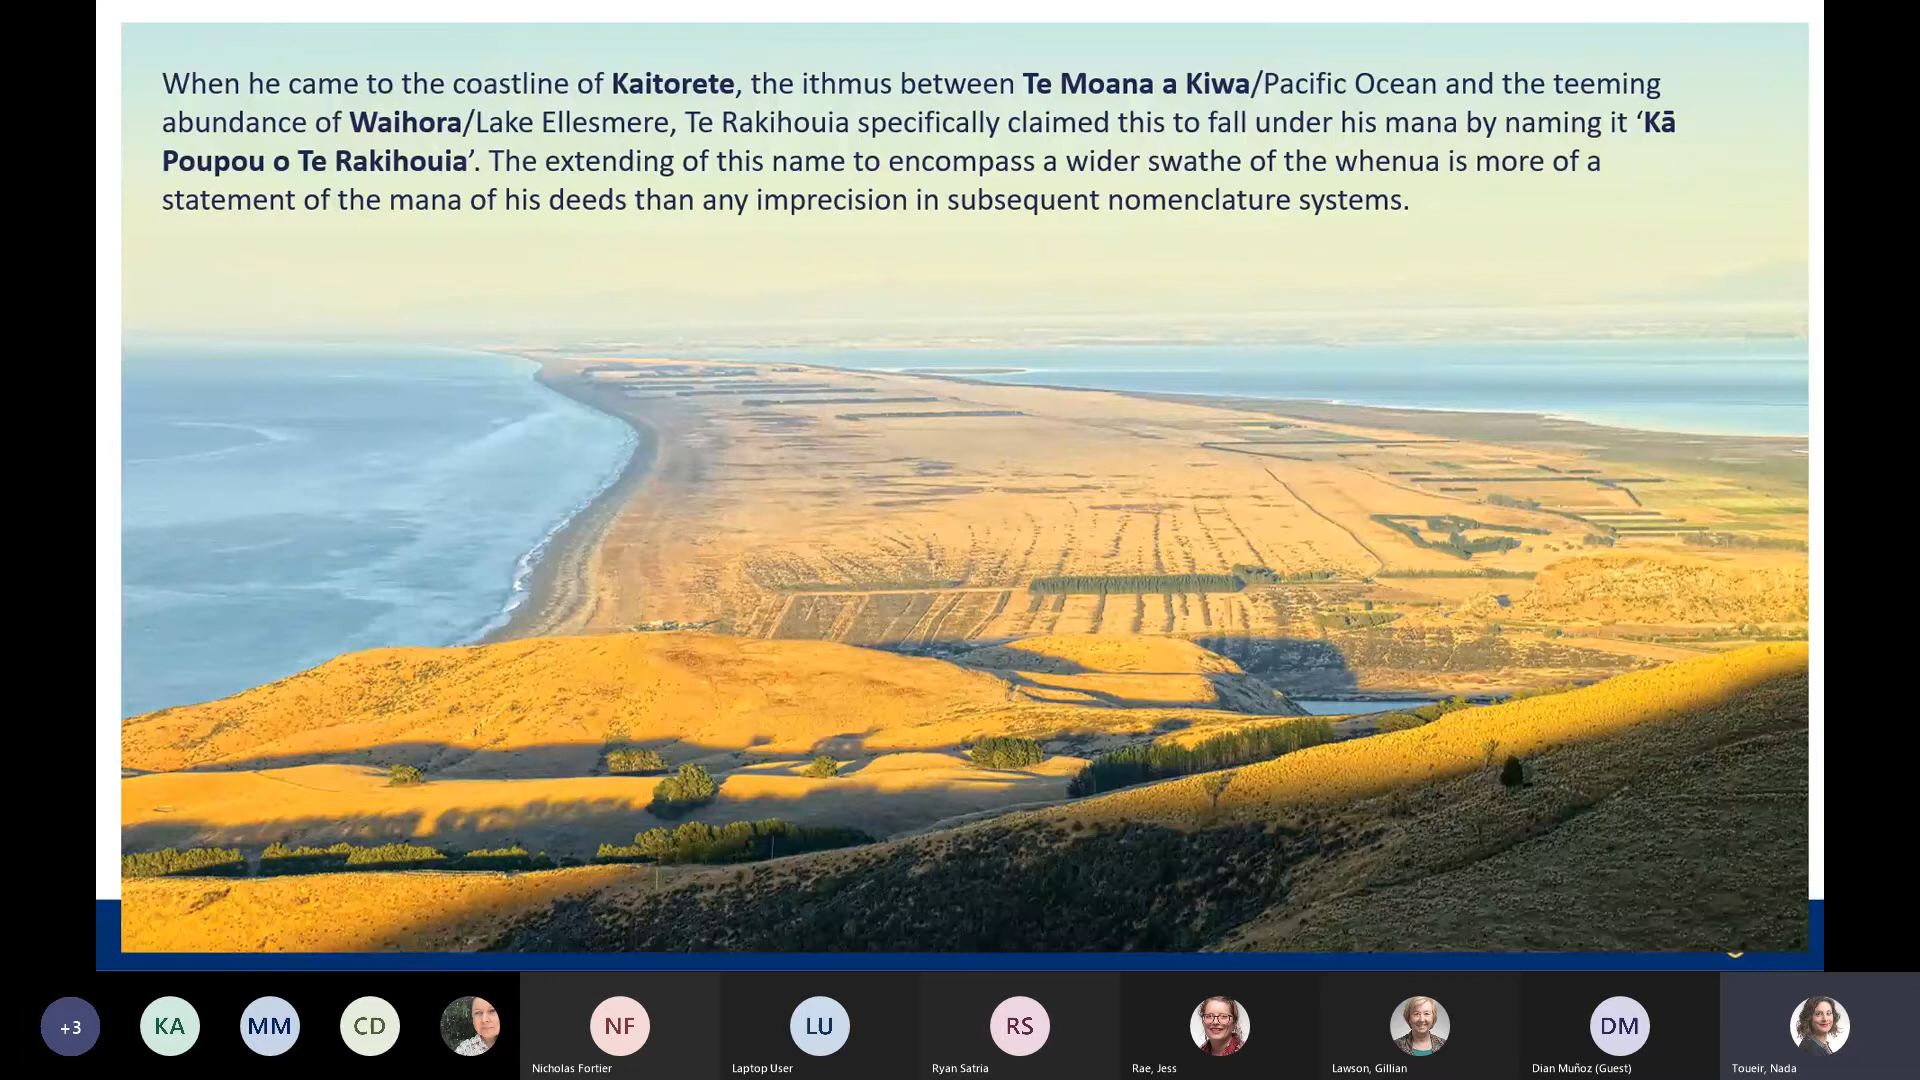 When he came to the coastline of Kaitorete, the ithmus between Te Moana a Kiwa/Pacific Ocean and the teeming
abundance of Waihora/Lake Ellesmere, Te Rakihouia specifically claimed this to fall under his mana by naming it ‘Kā
Poupou o Te Rakihouia’. The extending of this name to encompass a wider swathe of the whenua is more of a
statement of the mana of his deeds than any imprecision in subsequent nomenclature systems.
+3
KA
MM
CD
NF
LU
RS
DM
Nicholas Fortier
Laptop User
Ryan Satria
Rae, Jess
Lawson, Gillian
Dian Muñoz (Guest)
Toueir, Nada